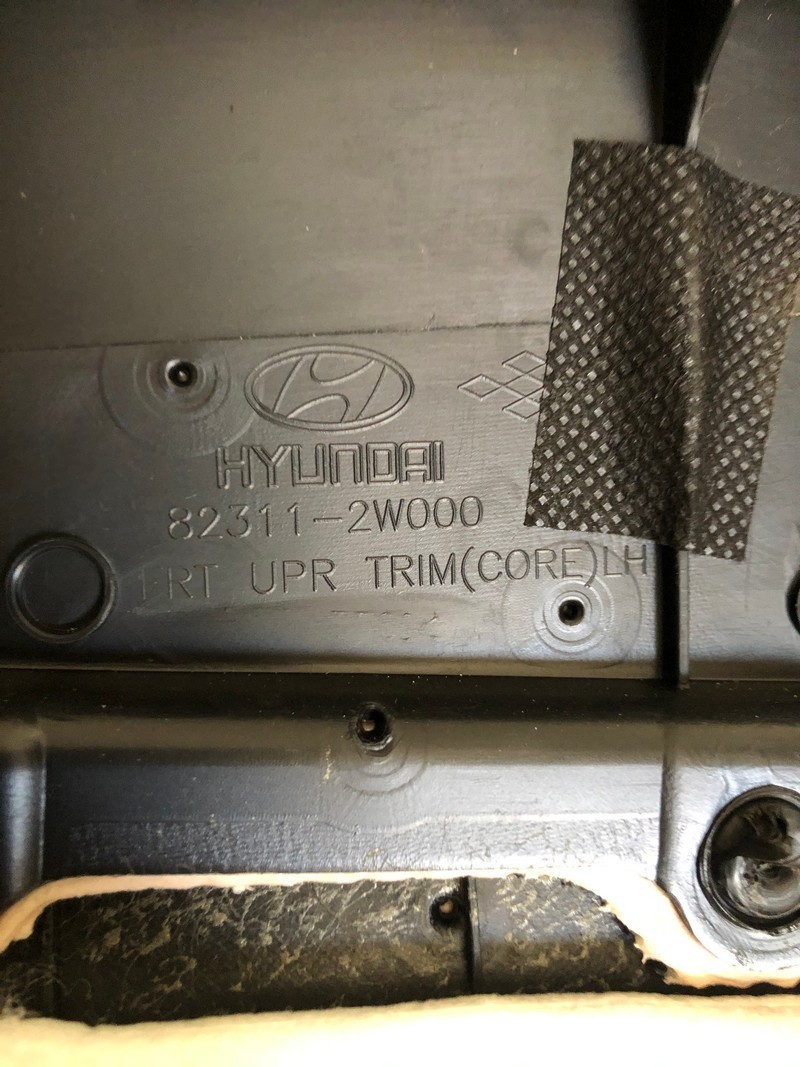 HYUNDAI
82311-2W000
FRT UPR TRIM(CORE)LH